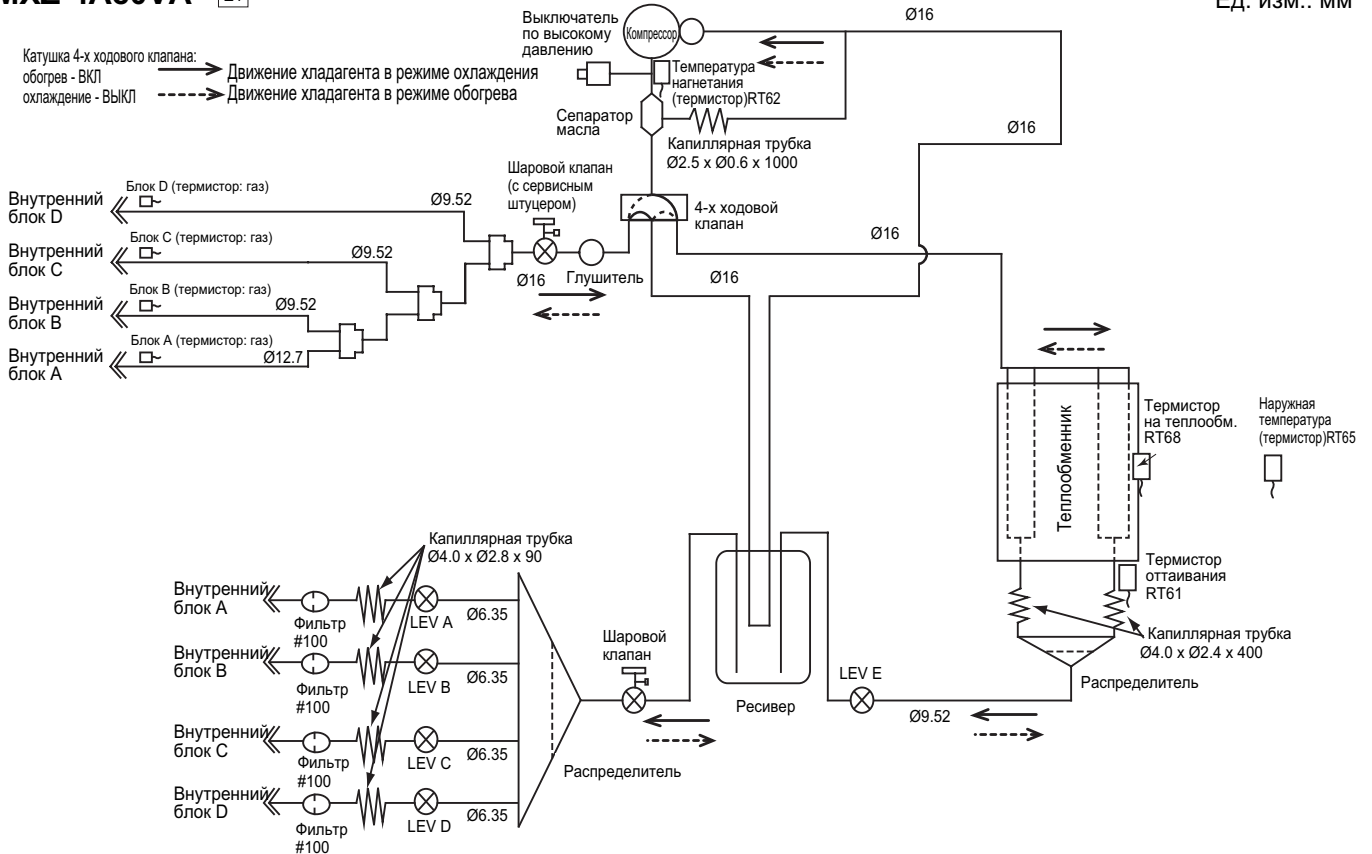 Ед. изм.: мм
Катушка 4-х ходового клапана:
обогрев - ВКЛ
охлаждение - ВЫКЛ
Движение хладагента в режиме охлаждения
Движение хладагента в режиме обогрева
Выключатель
по высокому
давлению
Компрессор
Ø16
Температура
нагнетания
(термистор)RT62
Сепаратор
масла
Капиллярная трубка
Ø2.5 x Ø0.6 x 1000
Ø16
Шаровой клапан
(с сервисным
штуцером)
4-х ходовой
клапан
Ø16
Ø16
Глушитель
Ø16
Внутренний
блок D
Блок D (термистор: газ)
Ø9.52
Внутренний
блок C
Блок C (термистор: газ)
Ø9.52
Внутренний
блок B
Блок B (термистор: газ)
Ø9.52
Внутренний
блок A
Блок A (термистор: газ)
Ø12.7
Теплообменник
Термистор
на теплообм.
RT68
Наружная
температура
(термистор)RT65
Термистор
оттаивания
RT61
Капиллярная трубка
Ø4.0 x Ø2.4 x 400
Распределитель
Капиллярная трубка
Ø4.0 x Ø2.8 x 90
Внутренний
блок A
Фильтр
#100
LEV A
Ø6.35
Внутренний
блок B
Фильтр
#100
LEV B
Ø6.35
Внутренний
блок C
Фильтр
#100
LEV C
Ø6.35
Внутренний
блок D
Фильтр
#100
LEV D
Ø6.35
Распределитель
Шаровой
клапан
Ресивер
LEV E
Ø9.52